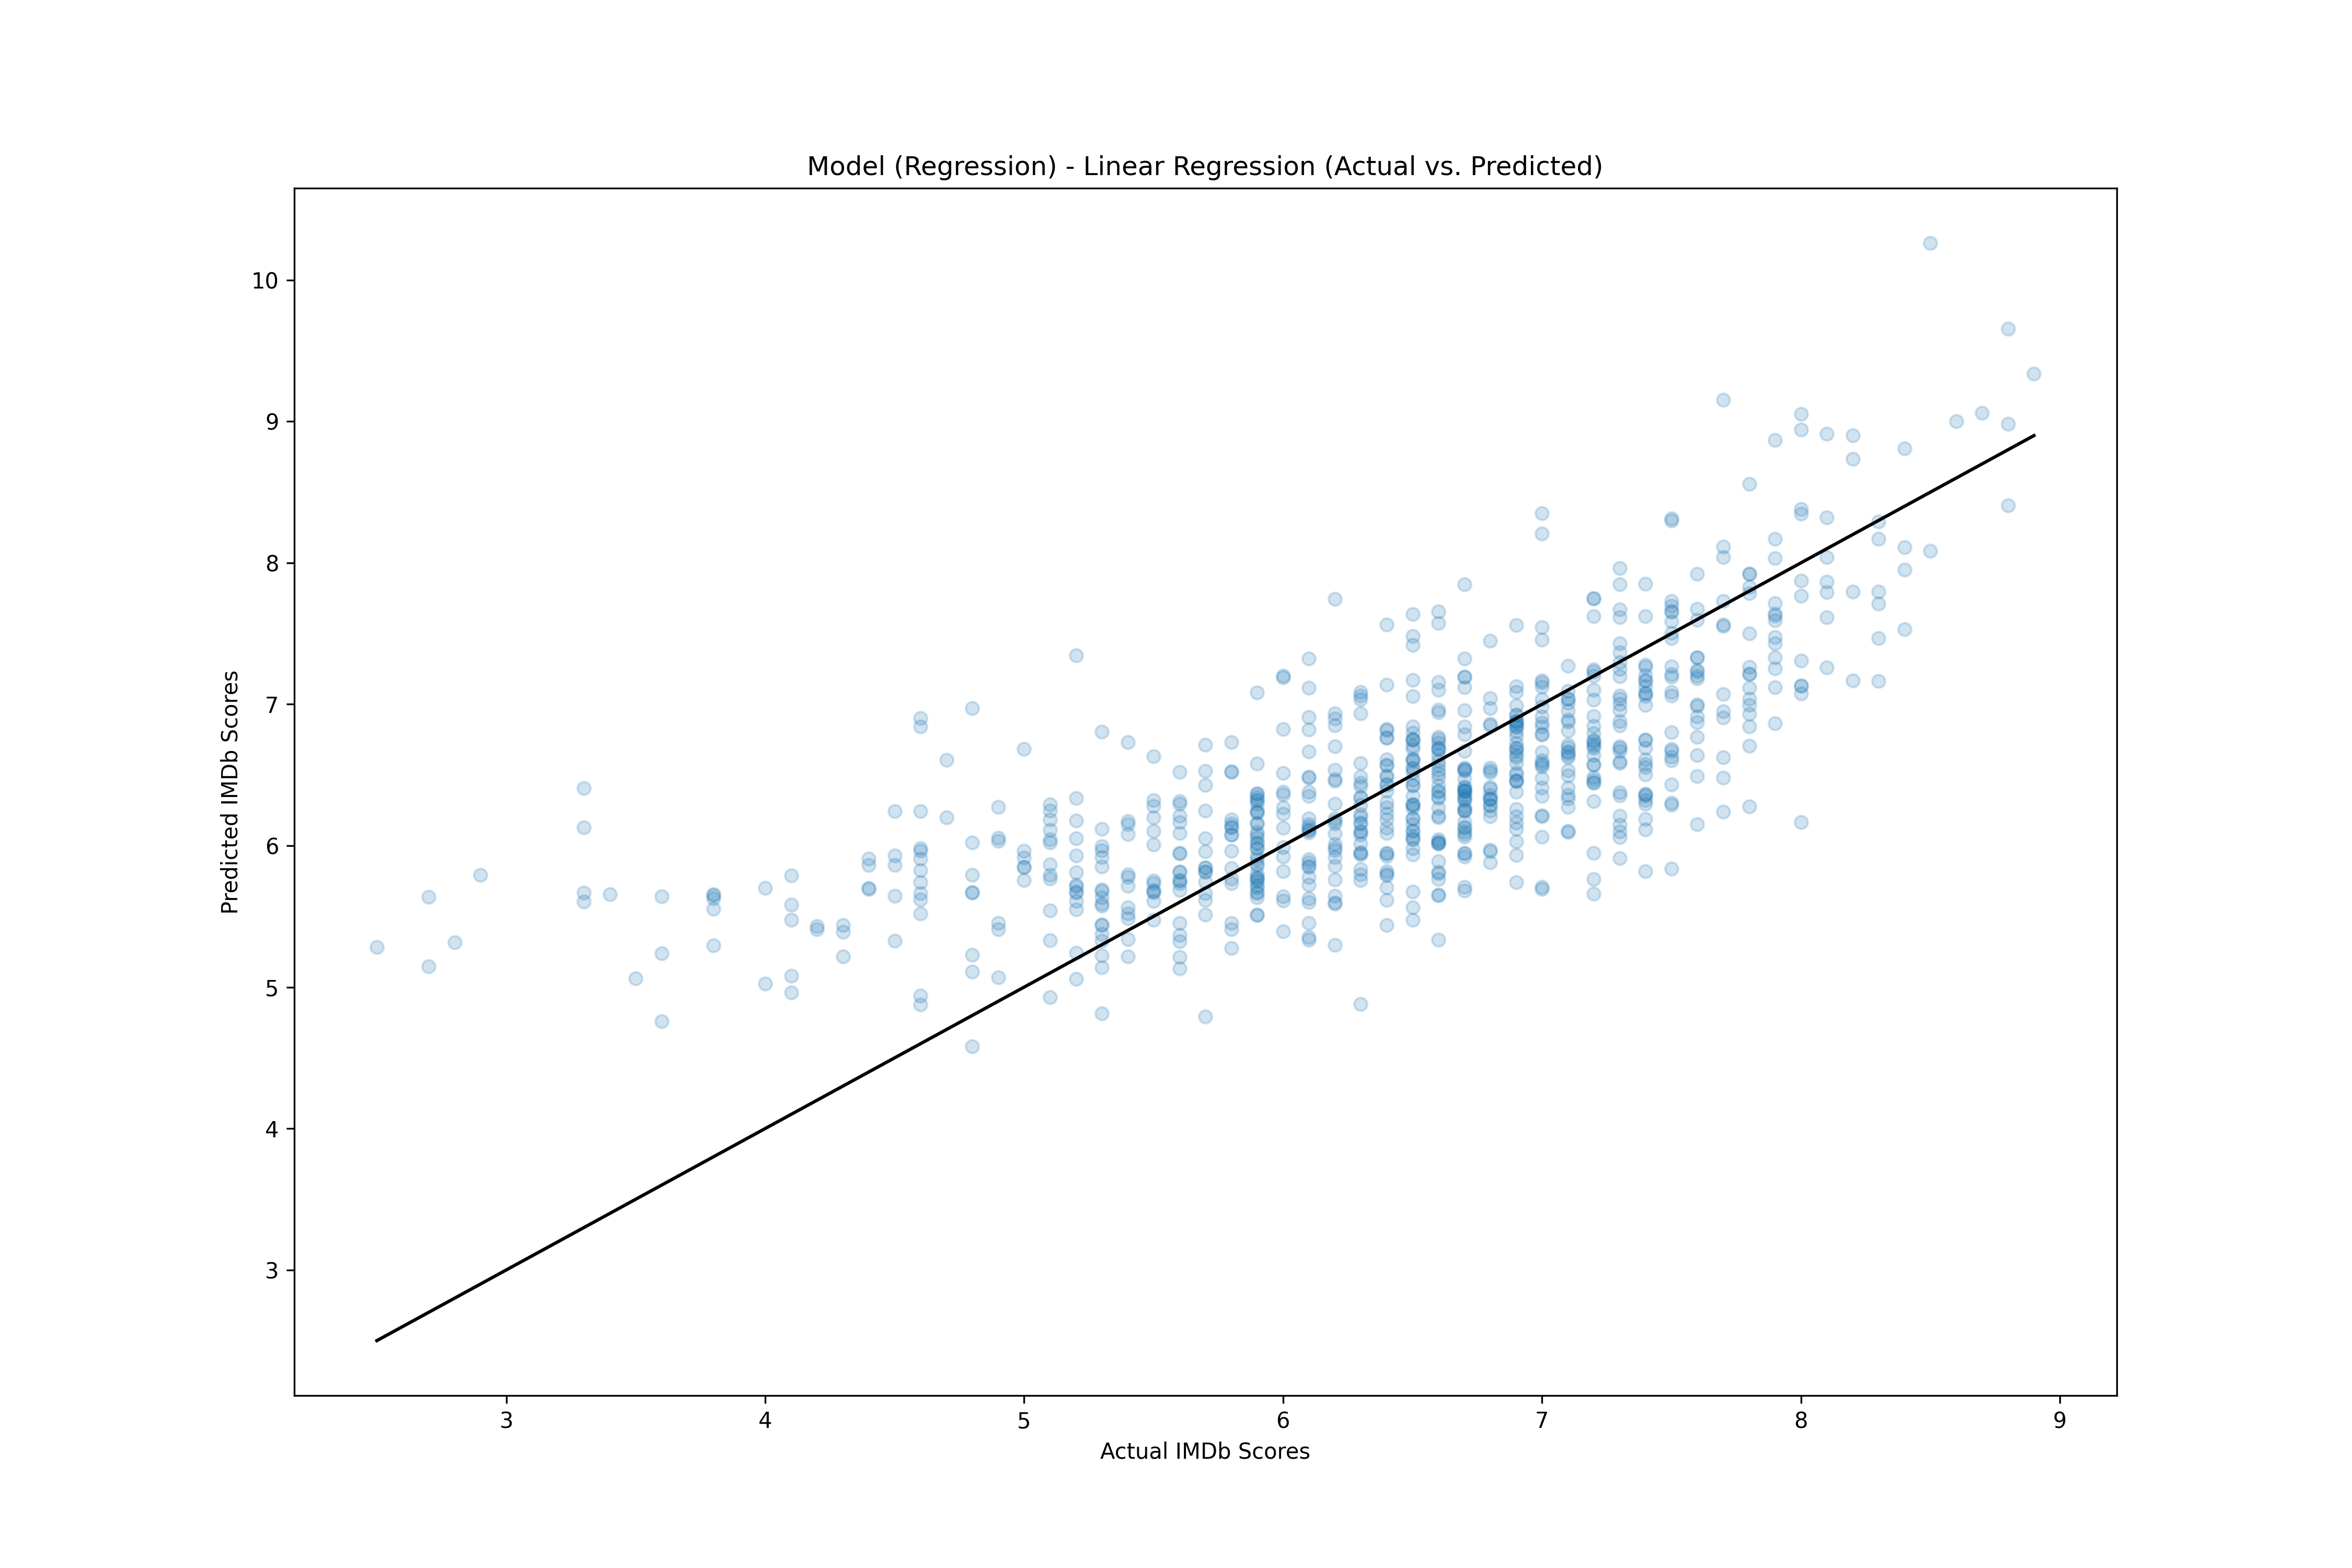 Model (Regression) - Linear Regression (Actual vs. Predicted)
10
9
8
7
6
5
4
3
Predicted IMDb Scores
3 4 5 6 7 8 9
Actual IMDb Scores